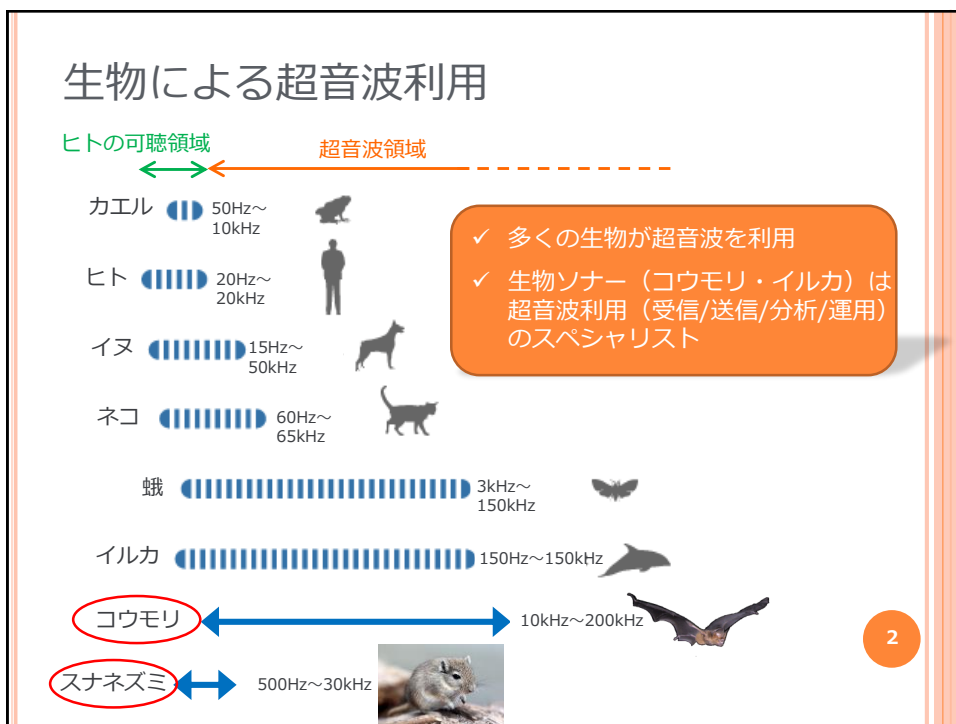 生物による超音波利用
ヒトの可聴領域
超音波領域
カエル
50Hz～
10kHz
✓ 多くの生物が超音波を利用
✓ 生物ソナー（コウモリ・イルカ）は
超音波利用（受信/送信/分析/運用）
のスペシャリスト
ヒト
20Hz～
20kHz
イヌ
15Hz～
50kHz
ネコ
60Hz～
65kHz
蛾
3kHz～
150kHz
イルカ
150Hz～150kHz
コウモリ
10kHz～200kHz
2
スナネズミ
500Hz～30kHz